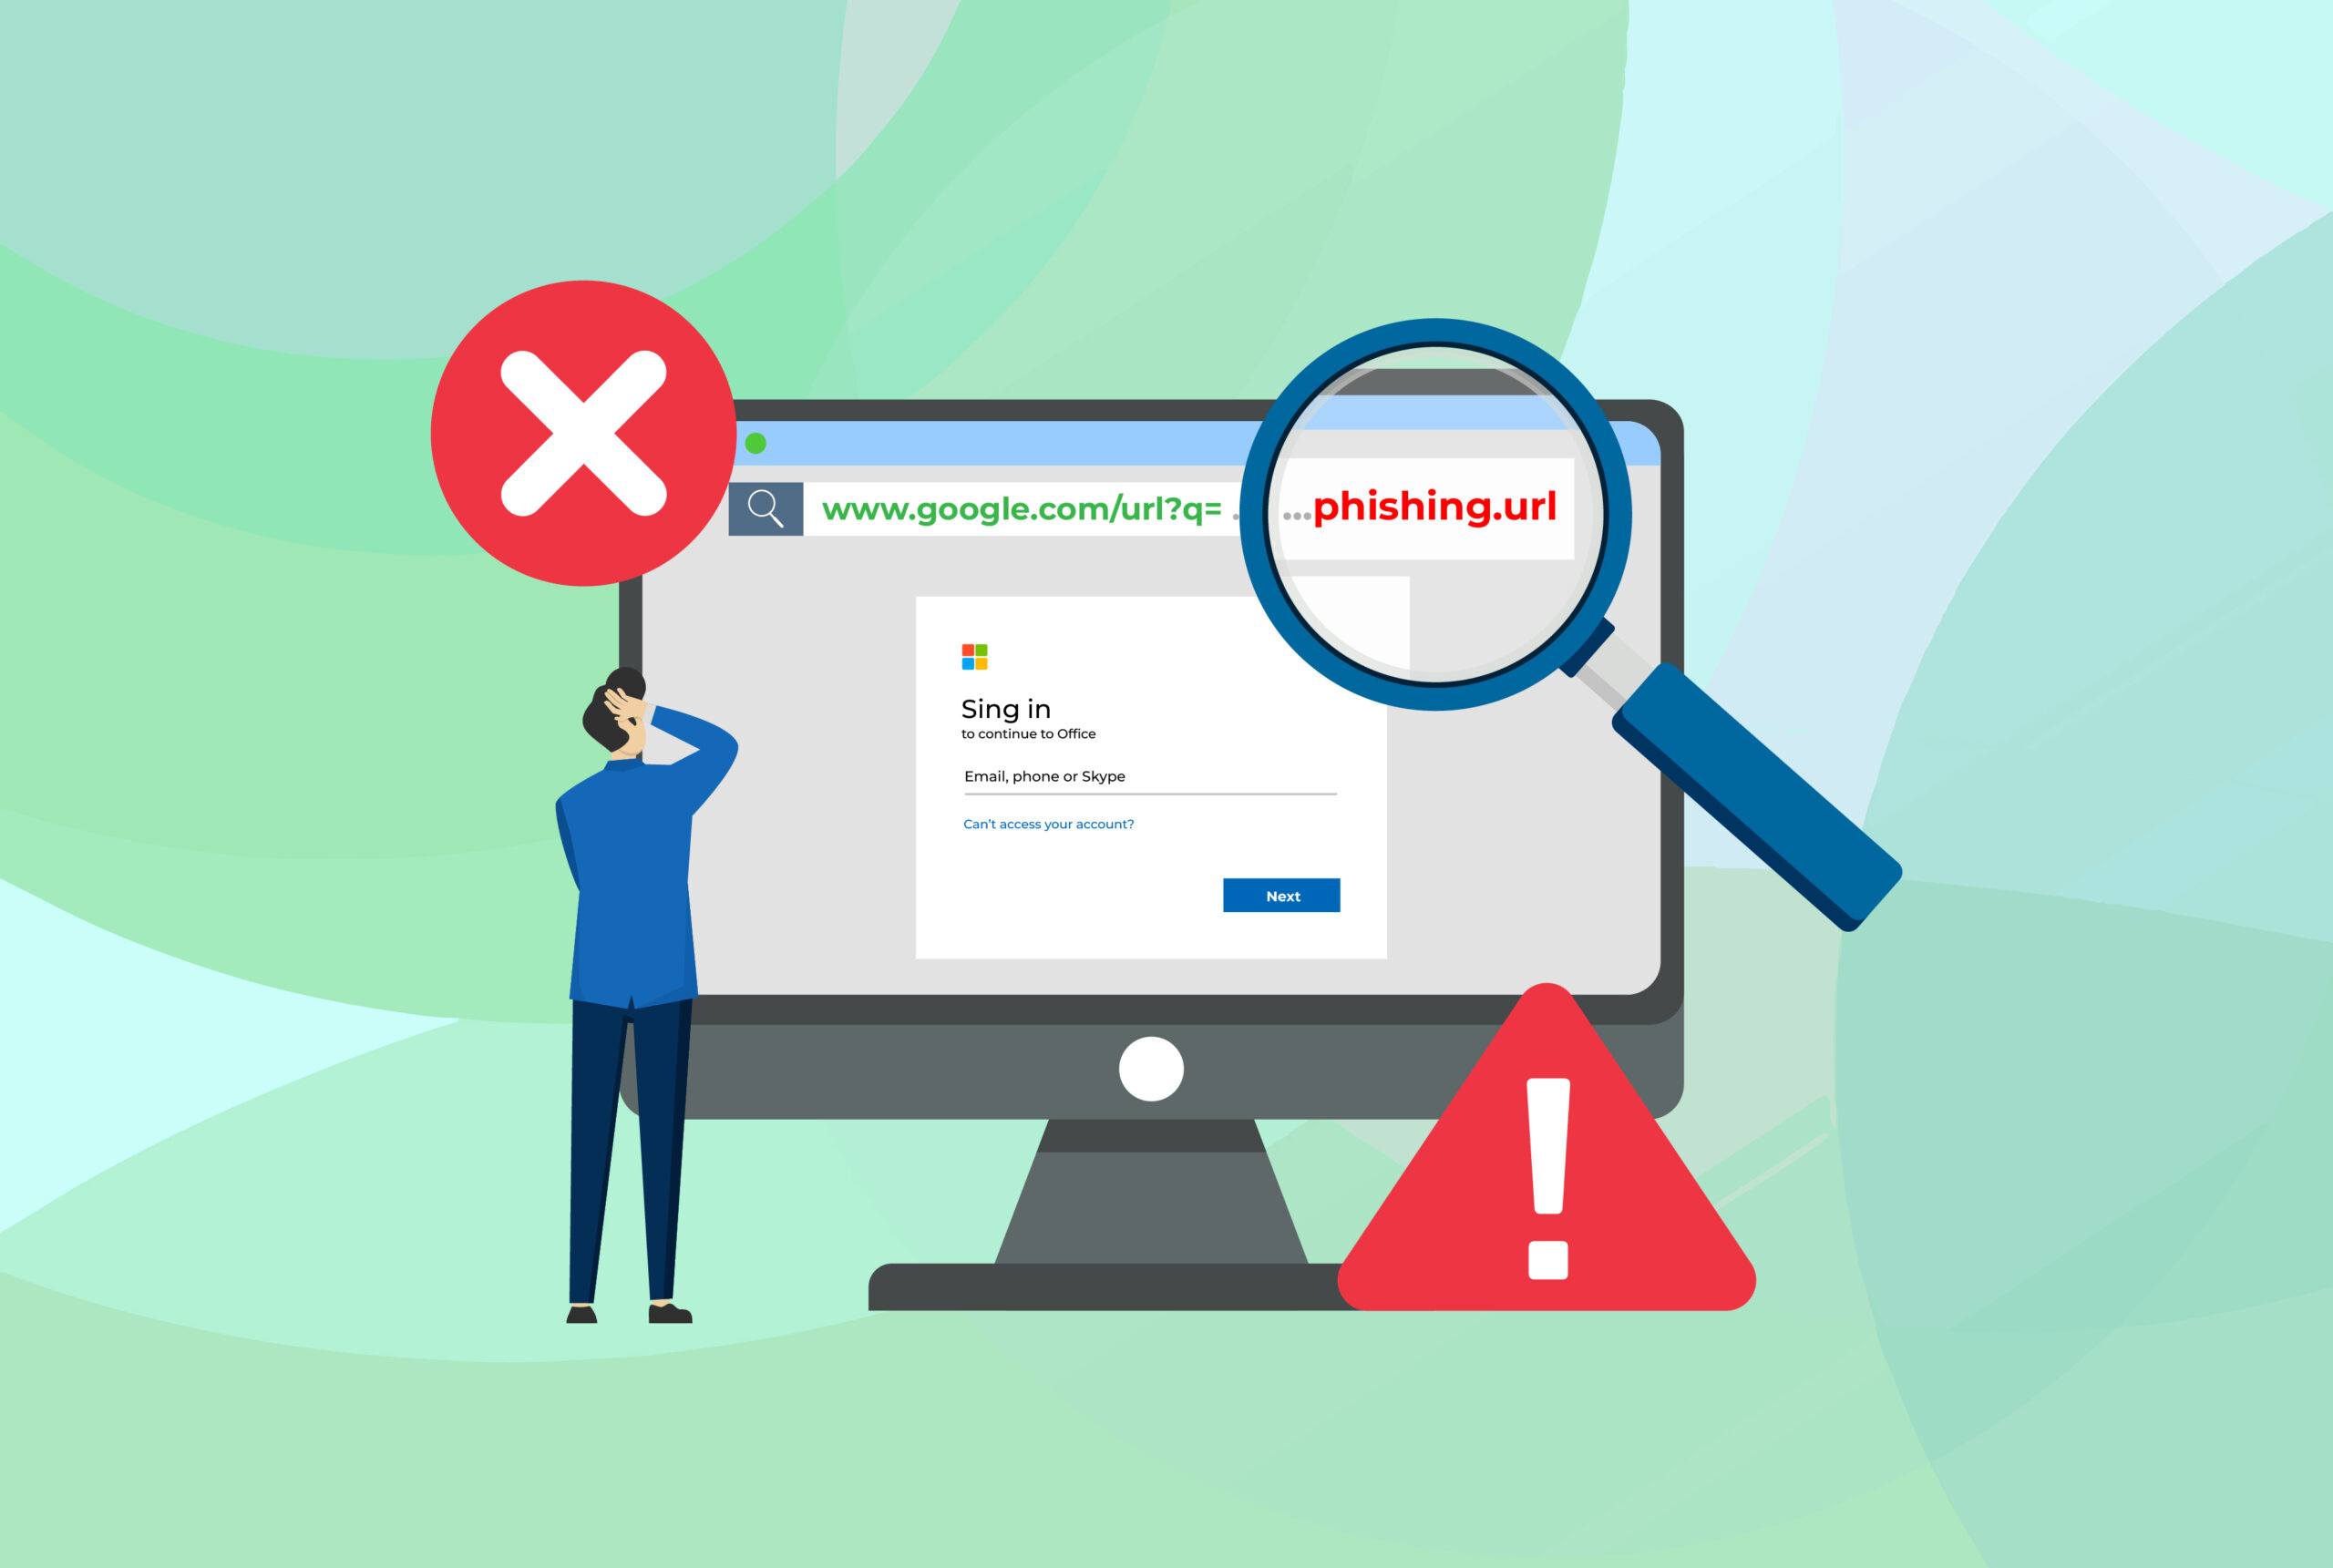 www.google.com/url?q= . ...phishing.url
Sing in
to continue to Office
Email, phone or Skype
Can't access your account?
Next